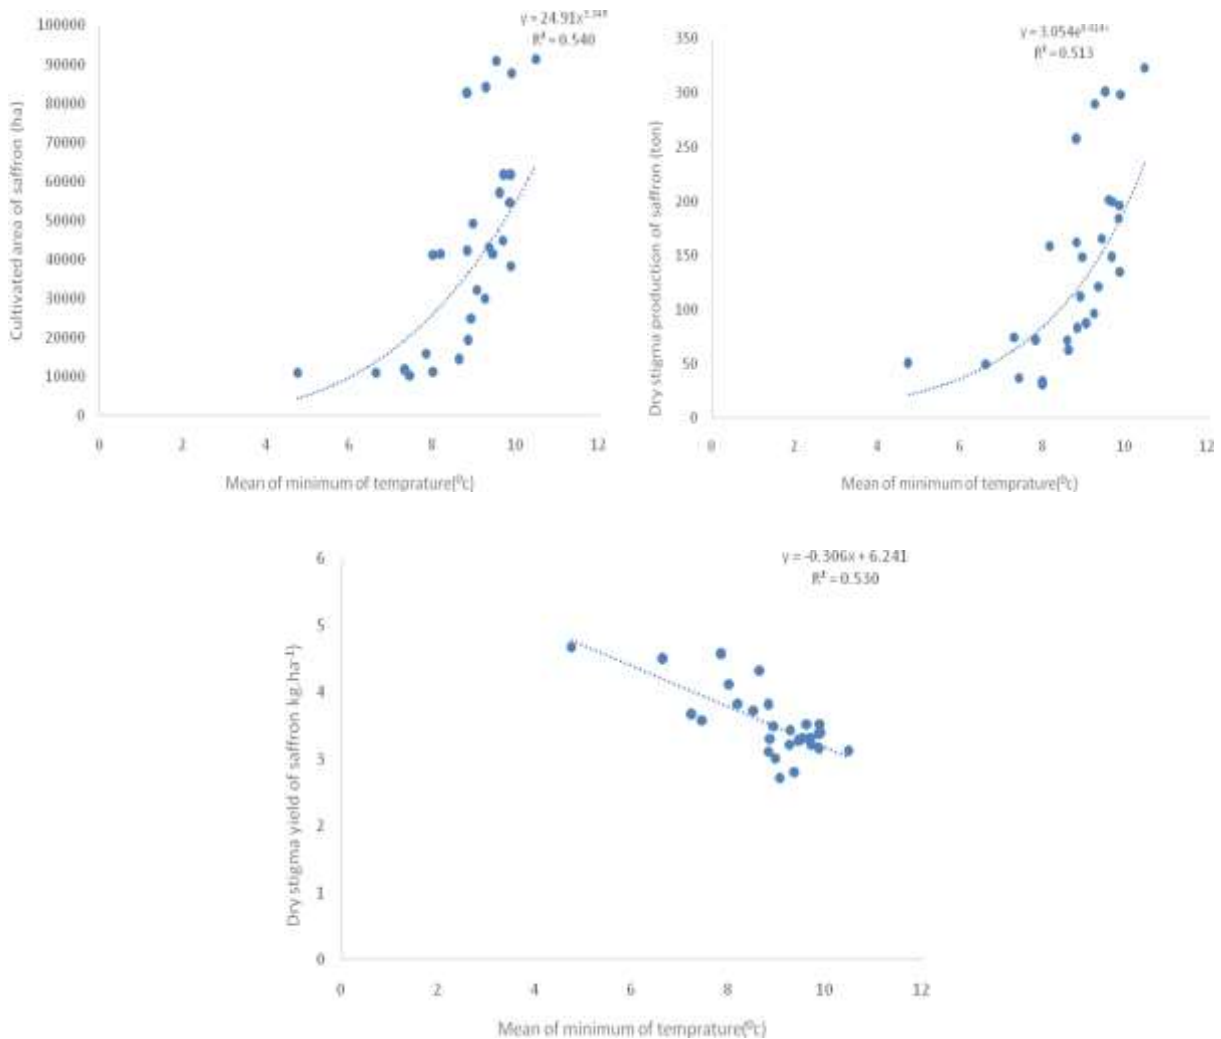 y = 24.91x
R² = 0.540
100000
90000
80000
70000
60000
50000
40000
30000
20000
10000
0
0 2 4 6 8 10 12
Cultivated area of saffron (ha)
Mean of minimum of temprature(⁰c)
R² = 0.513
350
300
250
200
150
100
50
0
0 2 4 6 8 10 12
Dry stigma production of saffron (ton)
Mean of minimum of temprature(⁰c)
y = -0.306x + 6.241
R² = 0.530
6
5
4
3
2
1
0
0 2 4 6 8 10 12
Dry stigma yield of saffron kg.ha⁻¹
Mean of minimum of temprature(⁰c)